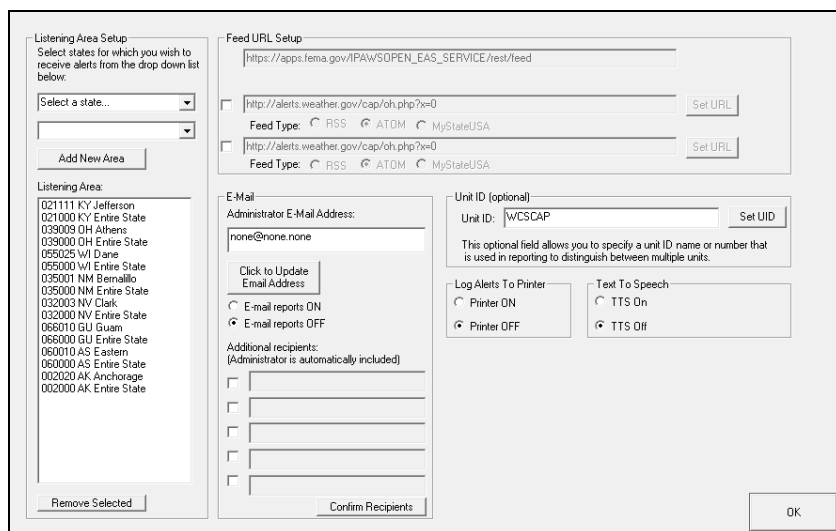 Listening Area Setup
Select states for which you wish to
receive alerts from the drop down list
below:
Select a state...
Add New Area
Listening Area:
021111 KY Jefferson
021000 KY Entire State
039009 OH Athens
039000 OH Entire State
055025 WI Dane
055000 WI Entire State
035001 NM Bernalillo
035000 NM Entire State
032003 NV Clark
032000 NV Entire State
066010 GU Guam
066000 GU Entire State
060010 AS Eastern
060000 AS Entire State
002020 AK Anchorage
002000 AK Entire State
Remove Selected
Feed URL Setup
https://apps.fema.gov/IPAWSOPEN_EAS_SERVICE/rest/feed
http://alerts.weather.gov/cap/oh.php?x=0 Set URL
Feed Type: RSS ATOM MyStateUSA
http://alerts.weather.gov/cap/oh.php?x=0 Set URL
Feed Type: RSS ATOM MyStateUSA
E-Mail
Administrator E-Mail Address:
none@none.none
Click to Update
Email Address
E-mail reports ON
E-mail reports OFF
Additional recipients:
(Administrator is automatically included)
Confirm Recipients
Unit ID (optional)
Unit ID: WCSCAP Set UID
This optional field allows you to specify a unit ID name or number that
is used in reporting to distinguish between multiple units.
Log Alerts To Printer
Printer ON
Printer OFF
Text To Speech
TTS On
TTS Off
OK